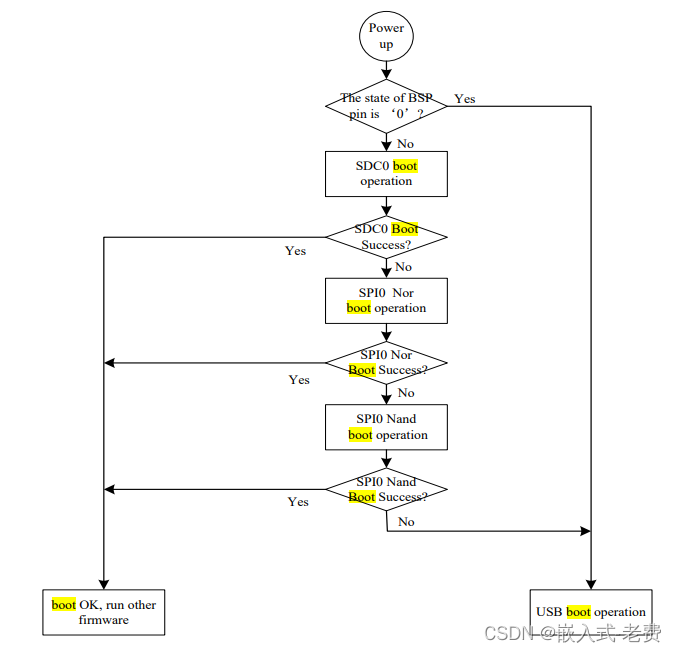 Power
up
The state of BSP
pin is ‘0’?
Yes
No
SDC0 boot
operation
SDC0 Boot
Success?
Yes
No
SPI0 Nor
boot operation
SPI0 Nor
Boot Success?
Yes
No
SPI0 Nand
boot operation
SPI0 Nand
Boot Success?
Yes
No
boot OK, run other
firmware
USB boot operation
CSDN @嵌入式-老费